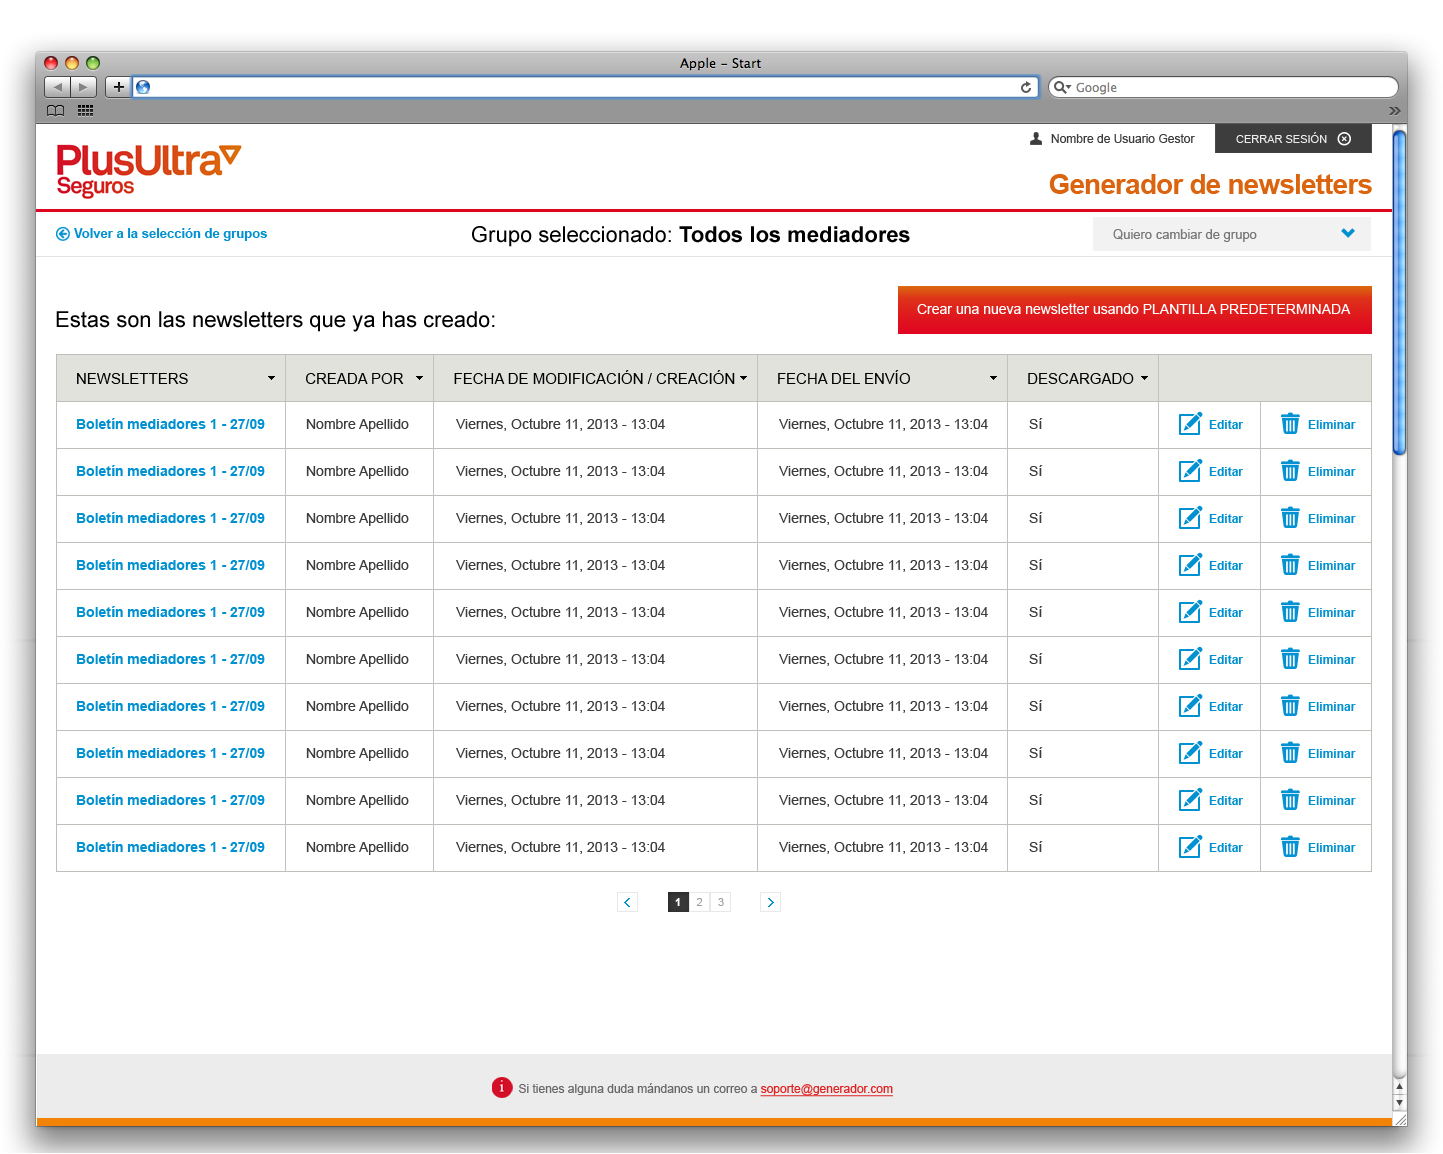 Apple – Start
Google
Nombre de Usuario Gestor
CERRAR SESIÓN
PlusUltra
Seguros
Generador de newsletters
Volver a la selección de grupos
Grupo seleccionado: Todos los mediadores
Quiero cambiar de grupo
Estas son las newsletters que ya has creado:
Crear una nueva newsletter usando PLANTILLA PREDETERMINADA
NEWSLETTERS CREADA POR FECHA DE MODIFICACIÓN / CREACIÓN FECHA DEL ENVÍO DESCARGADO
Boletín mediadores 1 - 27/09 Nombre Apellido Viernes, Octubre 11, 2013 - 13:04 Viernes, Octubre 11, 2013 - 13:04 Sí Editar Eliminar
Boletín mediadores 1 - 27/09 Nombre Apellido Viernes, Octubre 11, 2013 - 13:04 Viernes, Octubre 11, 2013 - 13:04 Sí Editar Eliminar
Boletín mediadores 1 - 27/09 Nombre Apellido Viernes, Octubre 11, 2013 - 13:04 Viernes, Octubre 11, 2013 - 13:04 Sí Editar Eliminar
Boletín mediadores 1 - 27/09 Nombre Apellido Viernes, Octubre 11, 2013 - 13:04 Viernes, Octubre 11, 2013 - 13:04 Sí Editar Eliminar
Boletín mediadores 1 - 27/09 Nombre Apellido Viernes, Octubre 11, 2013 - 13:04 Viernes, Octubre 11, 2013 - 13:04 Sí Editar Eliminar
Boletín mediadores 1 - 27/09 Nombre Apellido Viernes, Octubre 11, 2013 - 13:04 Viernes, Octubre 11, 2013 - 13:04 Sí Editar Eliminar
Boletín mediadores 1 - 27/09 Nombre Apellido Viernes, Octubre 11, 2013 - 13:04 Viernes, Octubre 11, 2013 - 13:04 Sí Editar Eliminar
Boletín mediadores 1 - 27/09 Nombre Apellido Viernes, Octubre 11, 2013 - 13:04 Viernes, Octubre 11, 2013 - 13:04 Sí Editar Eliminar
Boletín mediadores 1 - 27/09 Nombre Apellido Viernes, Octubre 11, 2013 - 13:04 Viernes, Octubre 11, 2013 - 13:04 Sí Editar Eliminar
Boletín mediadores 1 - 27/09 Nombre Apellido Viernes, Octubre 11, 2013 - 13:04 Viernes, Octubre 11, 2013 - 13:04 Sí Editar Eliminar
1 2 3
Si tienes alguna duda mándanos un correo a soporte@generador.com